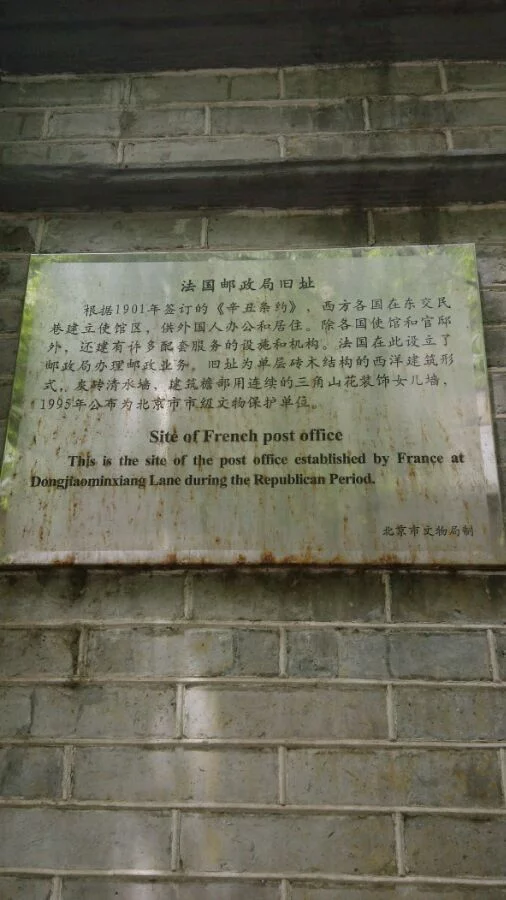 法国邮政局旧址
根据1901年签订的《辛丑条约》，西方各国在东交民
巷建立使馆区，供外国人办公和居住。除各国使馆和官邸
外，还建有许多配套服务的设施和机构。法国在此设立了
邮政局办理邮政业务。旧址为单层砖木结构的西洋建筑形
式，灰砖清水墙，建筑檐部用连续的三角山花装饰女儿墙，
1995年公布为北京市市级文物保护单位。
Site of French post office
This is the site of the post office established by France at
Dongjiaominxiang Lane during the Republican Period.
北京市文物局制